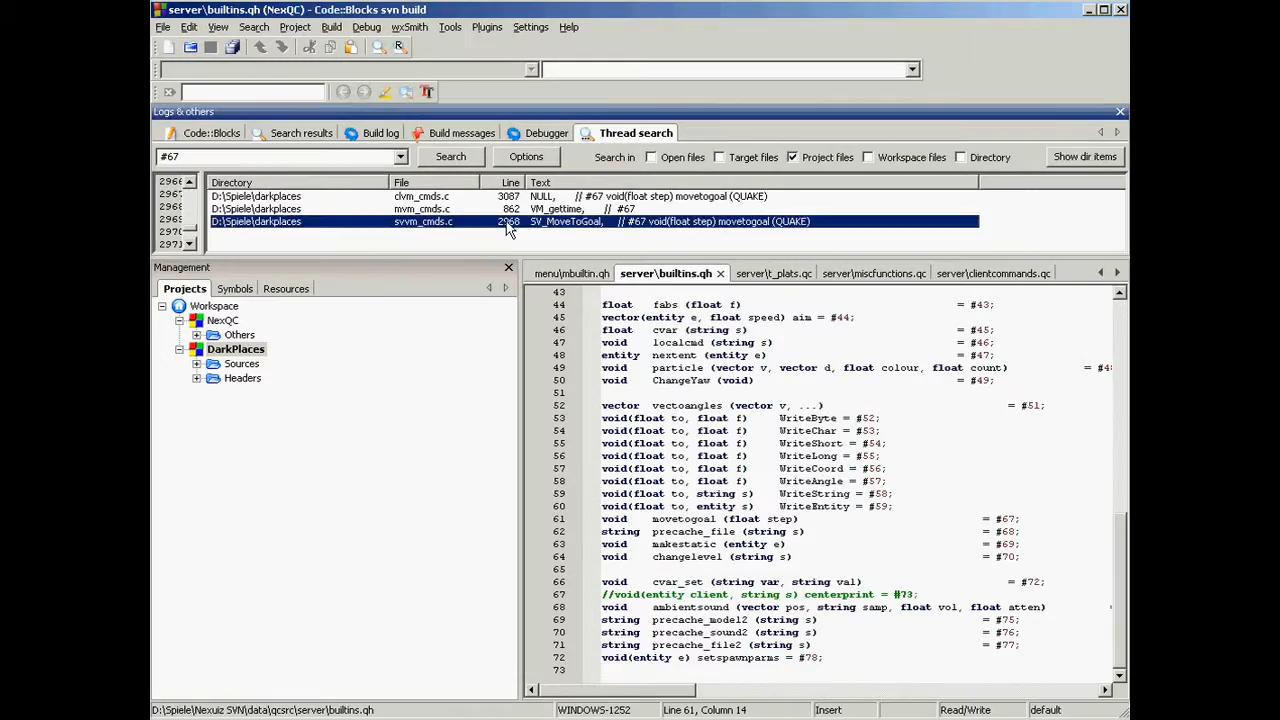 server\builtins.qh (NexQC) - Code::Blocks svn build
File Edit View Search Project Build Debug wxSmith Tools Plugins Settings Help
Logs & others
Code::Blocks Search results Build log Build messages Debugger Thread search
#67 Search Options Search in Open files Target files Project files Workspace files Directory Show dir items
Directory File Line Text
D:\Spiele\darkplaces clvm_cmds.c 3087 NULL, // #67 void(float step) movetogoal (QUAKE)
D:\Spiele\darkplaces mvm_cmds.c 862 VM_gettime, // #67
D:\Spiele\darkplaces svvm_cmds.c 2968 SV_MoveToGoal, // #67 void(float step) movetogoal (QUAKE)
2966
2967
2968
2969
2970
2971
Management
Projects Symbols Resources
Workspace
NexQC
Others
DarkPlaces
Sources
Headers
menu\mbuiltin.qh server\builtins.qh server\t_plats.qc server\miscfunctions.qc server\clientcommands.qc
43
44 float fabs (float f) = #43;
45 vector(entity e, float speed) aim = #44;
46 float cvar (string s) = #45;
47 void localcmd (string s) = #46;
48 entity nextent (entity e) = #47;
49 void particle (vector v, vector d, float colour, float count) = #48
50 void ChangeYaw (void) = #49;
51
52 vector vectoangles (vector v, ...) = #51;
53 void(float to, float f) WriteByte = #52;
54 void(float to, float f) WriteChar = #53;
55 void(float to, float f) WriteShort = #54;
56 void(float to, float f) WriteLong = #55;
57 void(float to, float f) WriteCoord = #56;
58 void(float to, float f) WriteAngle = #57;
59 void(float to, string s) WriteString = #58;
60 void(float to, entity s) WriteEntity = #59;
61 void movetogoal (float step) = #67;
62 string precache_file (string s) = #68;
63 void makestatic (entity e) = #69;
64 void changelevel (string s) = #70;
65
66 void cvar_set (string var, string val) = #72;
67 //void(entity client, string s) centerprint = #73;
68 void ambientsound (vector pos, string samp, float vol, float atten) =
69 string precache_model2 (string s) = #75;
70 string precache_sound2 (string s) = #76;
71 string precache_file2 (string s) = #77;
72 void(entity e) setspawnparms = #78;
73
D:\Spiele\Nexuiz SVN\data\qcsrc\server\builtins.qh WINDOWS-1252 Line 61, Column 14 Insert Read/Write default